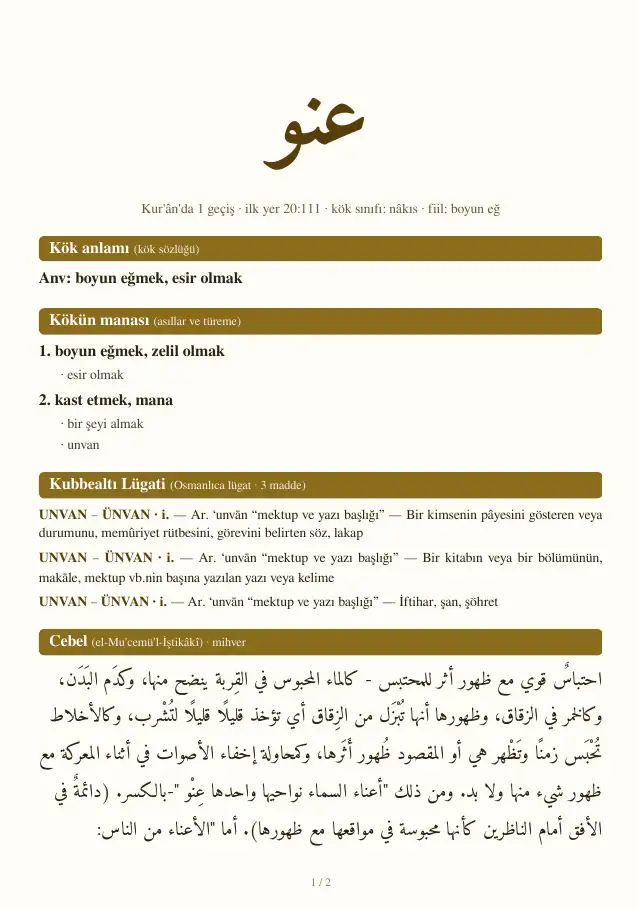 عنو
Kur'ân'da 1 geçiş · ilk yer 20:111 · kök sınıfı: nâkıs · fiil: boyun eğ
Kök anlamı (kök sözlüğü)
Anv: boyun eğmek, esir olmak
Kökün manası (asıllar ve türeme)
1. boyun eğmek, zelil olmak
· esir olmak
2. kast etmek, mana
· bir şeyi almak
· unvan
Kubbealtı Lügati (Osmanlıca lügat · 3 madde)
UNVAN – ÜNVAN · i. — Ar. ‘unvān “mektup ve yazı başlığı” — Bir kimsenin pâyesini gösteren veya
durumunu, memûriyet rütbesini, görevini belirten söz, lakap
UNVAN – ÜNVAN · i. — Ar. ‘unvān “mektup ve yazı başlığı” — Bir kitabın veya bir bölümünün,
makāle, mektup vb.nin başına yazılan yazı veya kelime
UNVAN – ÜNVAN · i. — Ar. ‘unvān “mektup ve yazı başlığı” — İftihar, şan, şöhret
Cebel (el-Mu'cemü'l-İştikâkî) · mihver
احتباسٌ قوي مع ظهور أثر للمحتبس - كالماء المحبوس في القِربة ينضح منها، وكدَم البَدَن،
وكالخمر في الزقاق، وظهورها أنها تُبْزَل من الزِقاق أي تؤخذ قليلًا قليلًا لتُشْرب، وكالأخلاط
تُحْبَس زمنًا وتَظْهر هي أو المقصود ظُهور أَثَرها، وكمحاولة إخفاء الأصوات في أثناء المعركة مع
ظهور شيء منها ولا بد. ومن ذلك "أعناء السماء نواحيها واحدها عِنْو "-بالكسر. (دائمةٌ في
الأفق أمام الناظرين كأنها محبوسة في مواقعها مع ظهورها). أما "الأعناء من الناس:
1 / 2